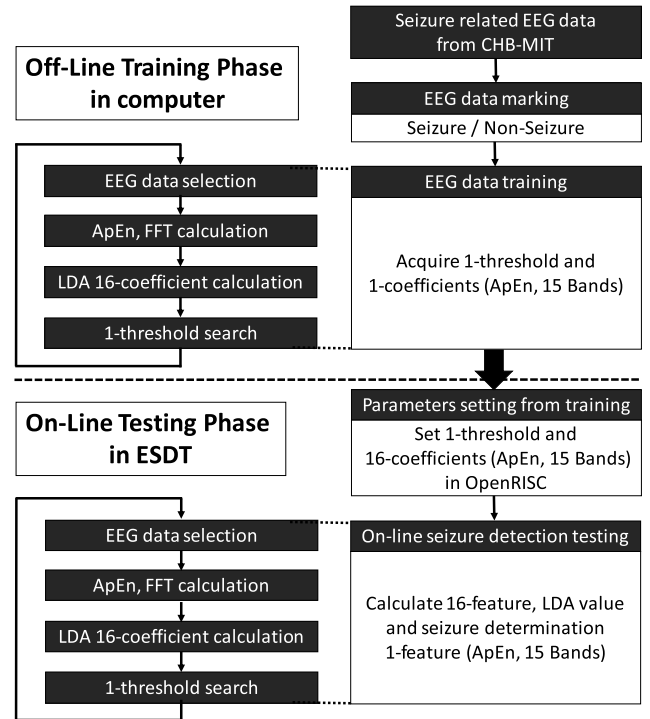 Seizure related EEG data
from CHB-MIT
Off-Line Training Phase
in computer
EEG data marking
Seizure / Non-Seizure
EEG data selection
ApEn, FFT calculation
LDA 16-coefficient calculation
1-threshold search
EEG data training
Acquire 1-threshold and
1-coefficients (ApEn, 15 Bands)
On-Line Testing Phase
in ESDT
Parameters setting from training
Set 1-threshold and
16-coefficients (ApEn, 15 Bands)
in OpenRISC
EEG data selection
ApEn, FFT calculation
LDA 16-coefficient calculation
1-threshold search
On-line seizure detection testing
Calculate 16-feature, LDA value
and seizure determination
1-feature (ApEn, 15 Bands)